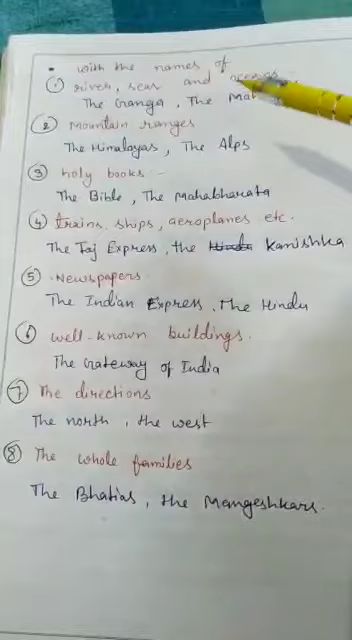 • with the names of
① river, seas and oceans
The Ganga, The Mah
② Mountain ranges
The Himalayas, The Alps
③ holy books -
The Bible, The Mahabharata
④ trains, ships, aeroplanes etc.
The Taj Express, the Kanishka
⑤ Newspapers
The Indian Express, The Hindu
⑥ well-known buildings.
The Gateway of India
⑦ The directions
The north, the west
⑧ The whole families
The Bhatias, the Mangeshkars.